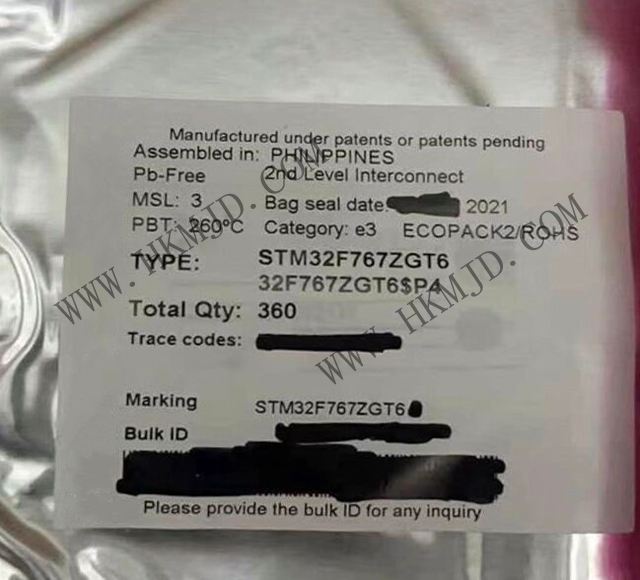 Manufactured under patents or patents pending
Assembled in: PHILIPPINES
Pb-Free 2nd Level Interconnect
MSL: 3 Bag seal date: 2021
PBT: 260ºC Category: e3 ECOPACK2/ROHS
TYPE: STM32F767ZGT6
32F767ZGT6$P4
Total Qty: 360
Trace codes:
Marking STM32F767ZGT6
Bulk ID
Please provide the bulk ID for any inquiry
WWW.HKMJD.COM
WWW.HKMJD.COM